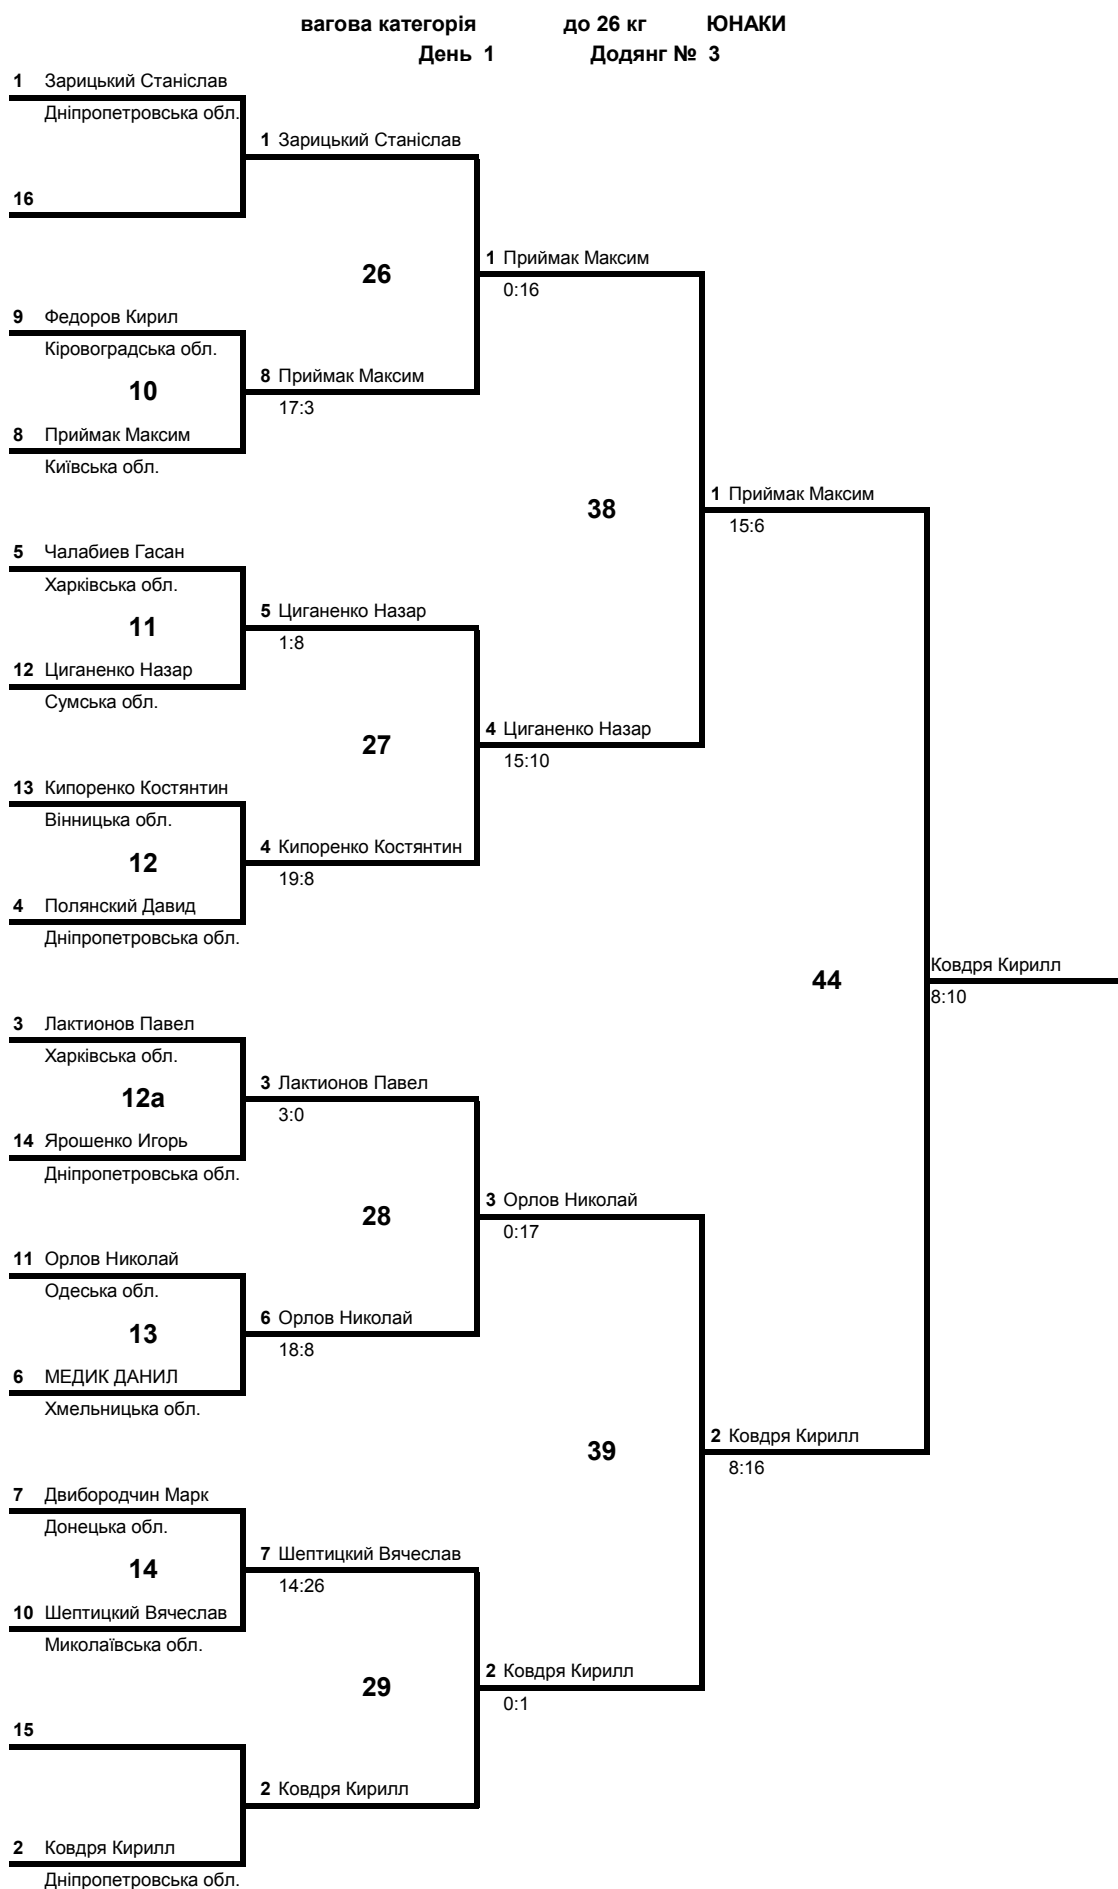 вагова категорія до 26 кг ЮНАКИ
День 1 Додянг № 3
1 Зарицький Станіслав
Дніпропетровська обл.
1 Зарицький Станіслав
16
26
1 Приймак Максим
0:16
9 Федоров Кирил
Кіровоградська обл.
10
8 Приймак Максим
17:3
8 Приймак Максим
Київська обл.
38
1 Приймак Максим
15:6
5 Чалабиев Гасан
Харківська обл.
11
5 Циганенко Назар
1:8
12 Циганенко Назар
Сумська обл.
27
4 Циганенко Назар
15:10
13 Кипоренко Костянтин
Вінницька обл.
12
4 Кипоренко Костянтин
19:8
4 Полянский Давид
Дніпропетровська обл.
44
Ковдря Кирилл
8:10
3 Лактионов Павел
Харківська обл.
12а
3 Лактионов Павел
3:0
14 Ярошенко Игорь
Дніпропетровська обл.
28
3 Орлов Николай
0:17
11 Орлов Николай
Одеська обл.
13
6 Орлов Николай
18:8
6 МЕДИК ДАНИЛ
Хмельницька обл.
39
2 Ковдря Кирилл
8:16
7 Двибородчин Марк
Донецька обл.
14
7 Шептицкий Вячеслав
14:26
10 Шептицкий Вячеслав
Миколаївська обл.
29
2 Ковдря Кирилл
0:1
15
2 Ковдря Кирилл
2 Ковдря Кирилл
Дніпропетровська обл.